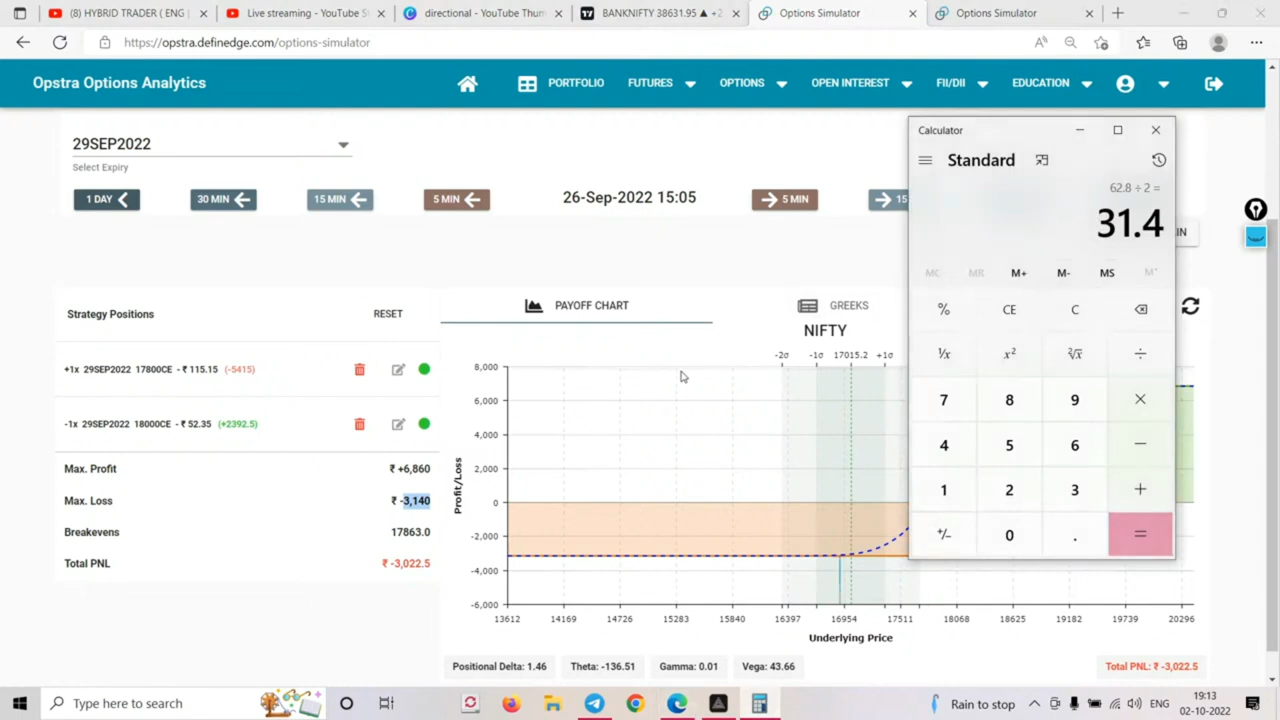 (8) HYBRID TRADER ( ENG |
Live streaming - YouTube S
directional - YouTube Thum
BANKNIFTY 38631.95 ▲ +2
Options Simulator
Options Simulator
https://opstra.definedge.com/options-simulator
Opstra Options Analytics
PORTFOLIO
FUTURES
OPTIONS
OPEN INTEREST
FII/DII
EDUCATION
29SEP2022
Select Expiry
1 DAY
30 MIN
15 MIN
5 MIN
26-Sep-2022 15:05
5 MIN
15
IN
Calculator
Standard
62.8 ÷ 2 =
31.4
MC MR M+ M- MS M˅
% CE C
¹/x x² ²√x ÷
7 8 9 ×
4 5 6 −
1 2 3 +
+/- 0 . =
Strategy Positions
RESET
+1x 29SEP2022 17800CE - ₹ 115.15 (-5415)
-1x 29SEP2022 18000CE - ₹ 52.35 (+2392.5)
Max. Profit ₹ +6,860
Max. Loss ₹ -3,140
Breakevens 17863.0
Total PNL ₹ -3,022.5
PAYOFF CHART
GREEKS
NIFTY
-2σ -1σ 17015.2 +1σ
8,000
6,000
4,000
2,000
0
-2,000
-4,000
-6,000
Profit/Loss
13612 14169 14726 15283 15840 16397 16954 17511 18068 18625 19182 19739 20296
Underlying Price
Positional Delta: 1.46
Theta: -136.51
Gamma: 0.01
Vega: 43.66
Total PNL: ₹ -3,022.5
Type here to search
Rain to stop
ENG
19:13
02-10-2022